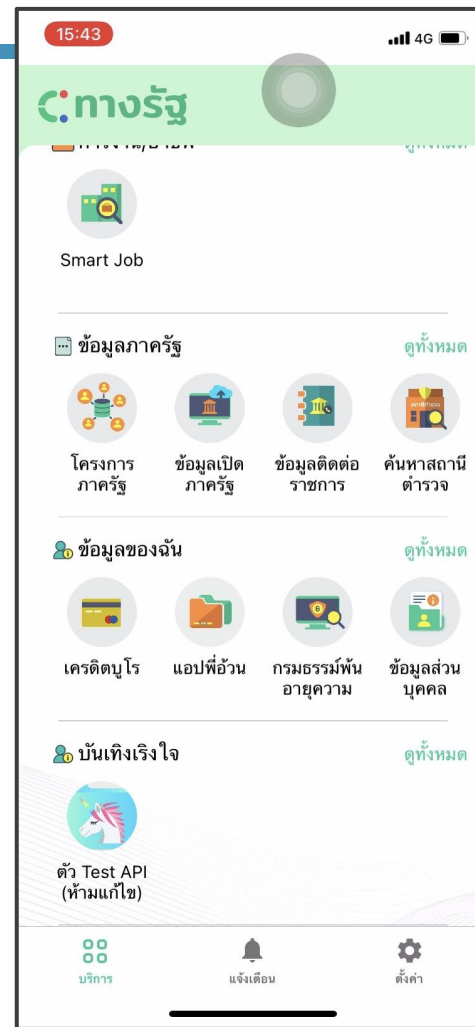 15:43
4G
ทางรัฐ
Smart Job
ข้อมูลภาครัฐ
ดูทั้งหมด
โครงการ
ภาครัฐ
ข้อมูลเปิด
ภาครัฐ
ข้อมูลติดต่อ
ราชการ
ค้นหาสถานี
ตำรวจ
ข้อมูลของฉัน
ดูทั้งหมด
เครดิตบูโร
แอปพี่อ้วน
กรมธรรม์พ้น
อายุความ
ข้อมูลส่วน
บุคคล
บันเทิงเริงใจ
ดูทั้งหมด
ตัว Test API
(ห้ามแก้ไข)
บริการ
แจ้งเตือน
ตั้งค่า